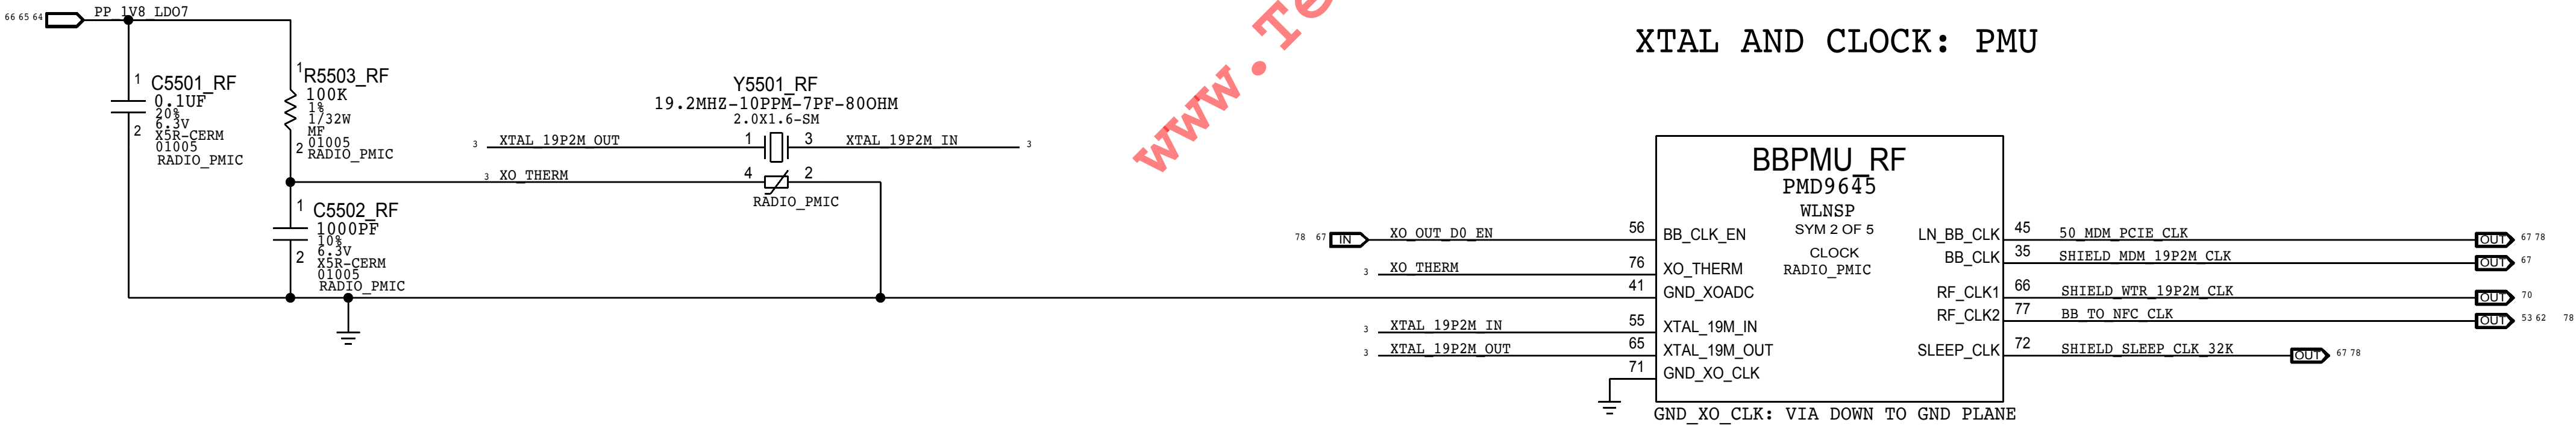 66 65 64 PP_1V8_LDO7
XTAL AND CLOCK: PMU
www.Te
1 C5501_RF
0.1UF
20%
6.3V
2 X5R-CERM
01005
RADIO_PMIC
1 R5503_RF
100K
1%
1/32W
MF
2 01005
RADIO_PMIC
1 C5502_RF
1000PF
10%
6.3V
2 X5R-CERM
01005
RADIO_PMIC
Y5501_RF
19.2MHZ-10PPM-7PF-80OHM
2.0X1.6-SM
3 XTAL_19P2M_OUT 1 3 XTAL_19P2M_IN 3
3 XO_THERM 4 2
RADIO_PMIC
BBPMU_RF
PMD9645
WLNSP
SYM 2 OF 5
CLOCK
RADIO_PMIC
78 67 IN XO_OUT_D0_EN 56 BB_CLK_EN
3 XO_THERM 76 XO_THERM
41 GND_XOADC
3 XTAL_19P2M_IN 55 XTAL_19M_IN
3 XTAL_19P2M_OUT 65 XTAL_19M_OUT
71 GND_XO_CLK
LN_BB_CLK 45 50_MDM_PCIE_CLK OUT 67 78
BB_CLK 35 SHIELD_MDM_19P2M_CLK OUT 67
RF_CLK1 66 SHIELD_WTR_19P2M_CLK OUT 70
RF_CLK2 77 BB_TO_NFC_CLK OUT 53 62 78
SLEEP_CLK 72 SHIELD_SLEEP_CLK_32K OUT 67 78
GND_XO_CLK: VIA DOWN TO GND PLANE